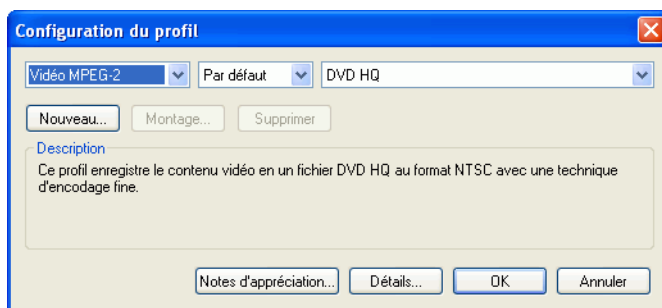 Configuration du profil
Vidéo MPEG-2 Par défaut DVD HQ
Nouveau... Montage... Supprimer
Description
Ce profil enregistre le contenu vidéo en un fichier DVD HQ au format NTSC avec une technique
d'encodage fine.
Notes d'appréciation... Détails... OK Annuler